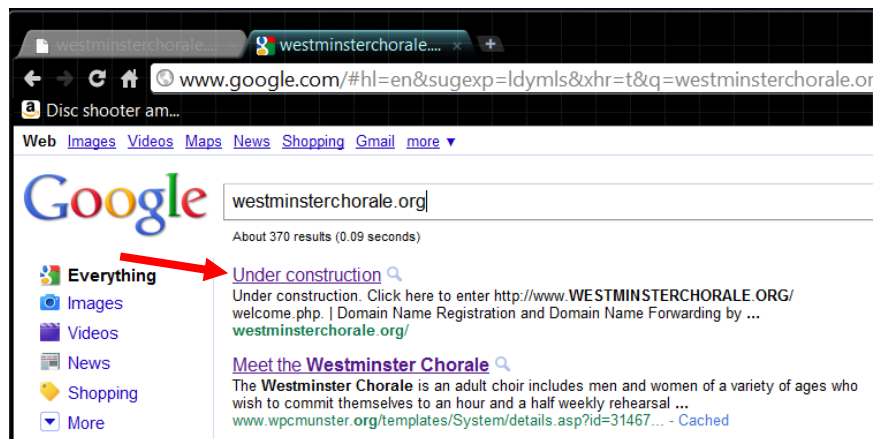 westminsterchorale....
westminsterchorale.... × +
www.google.com/#hl=en&sugexp=ldymls&xhr=t&q=westminsterchorale.or
Disc shooter am...
Web Images Videos Maps News Shopping Gmail more ▼
Google
westminsterchorale.org
About 370 results (0.09 seconds)
Everything
Images
Videos
News
Shopping
More
Under construction
Under construction. Click here to enter http://www.WESTMINSTERCHORALE.ORG/
welcome.php. | Domain Name Registration and Domain Name Forwarding by ...
westminsterchorale.org/
Meet the Westminster Chorale
The Westminster Chorale is an adult choir includes men and women of a variety of ages who
wish to commit themselves to an hour and a half weekly rehearsal ...
www.wpcmunster.org/templates/System/details.asp?id=31467... - Cached